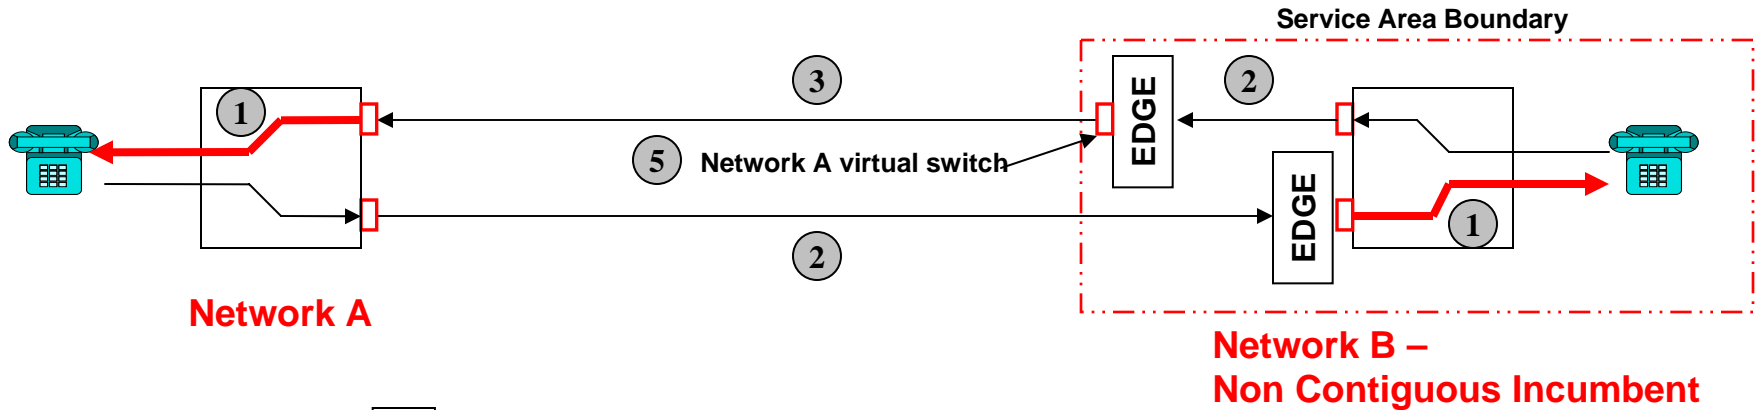 Service Area Boundary
3
2
1
EDGE
5
Network A virtual switch
EDGE
1
2
Network A
Network B –
Non Contiguous Incumbent